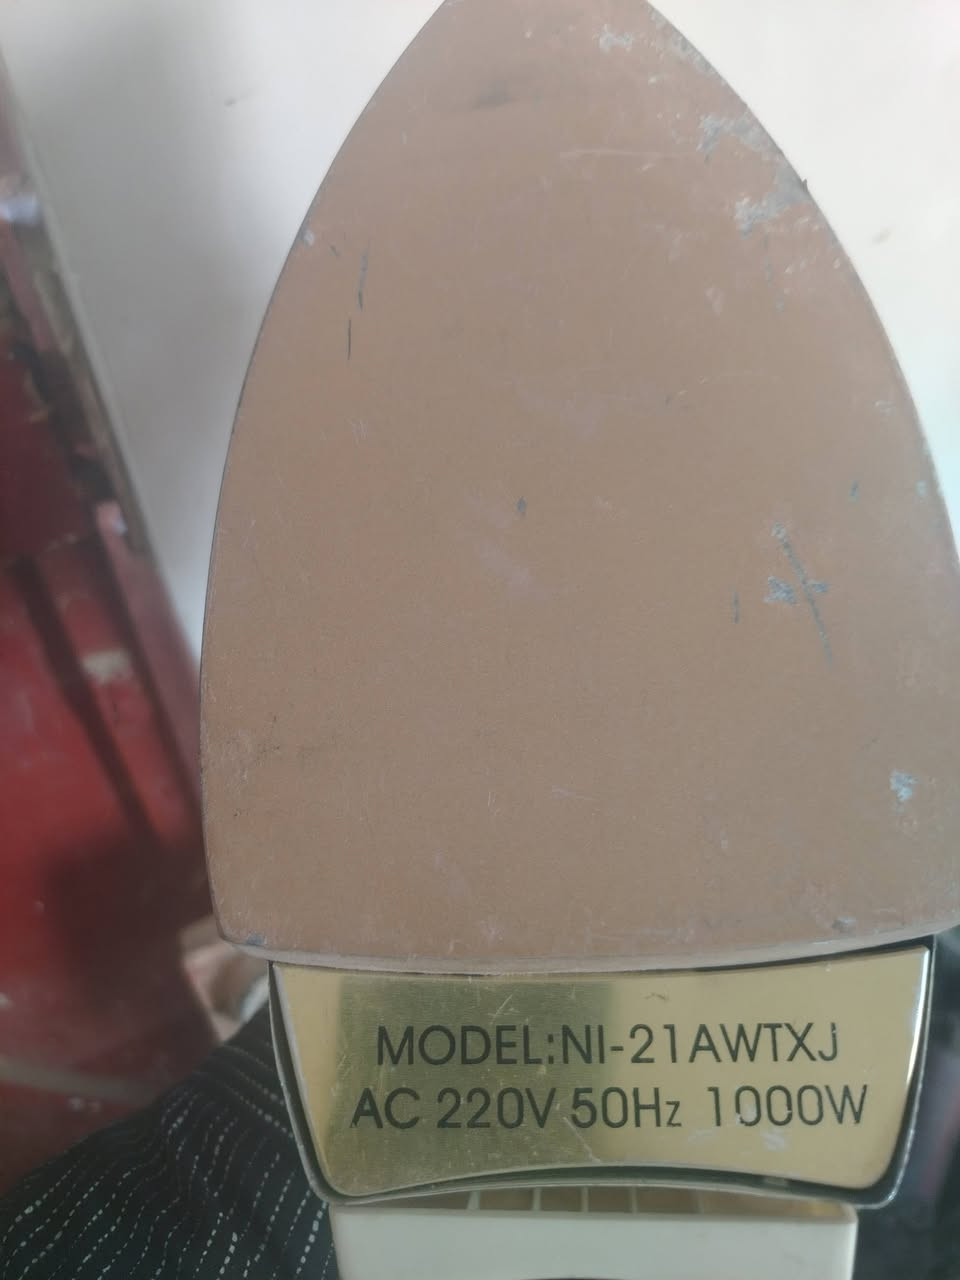 MODEL:NI-21AWTXJ
AC 220V 50Hz 1000W